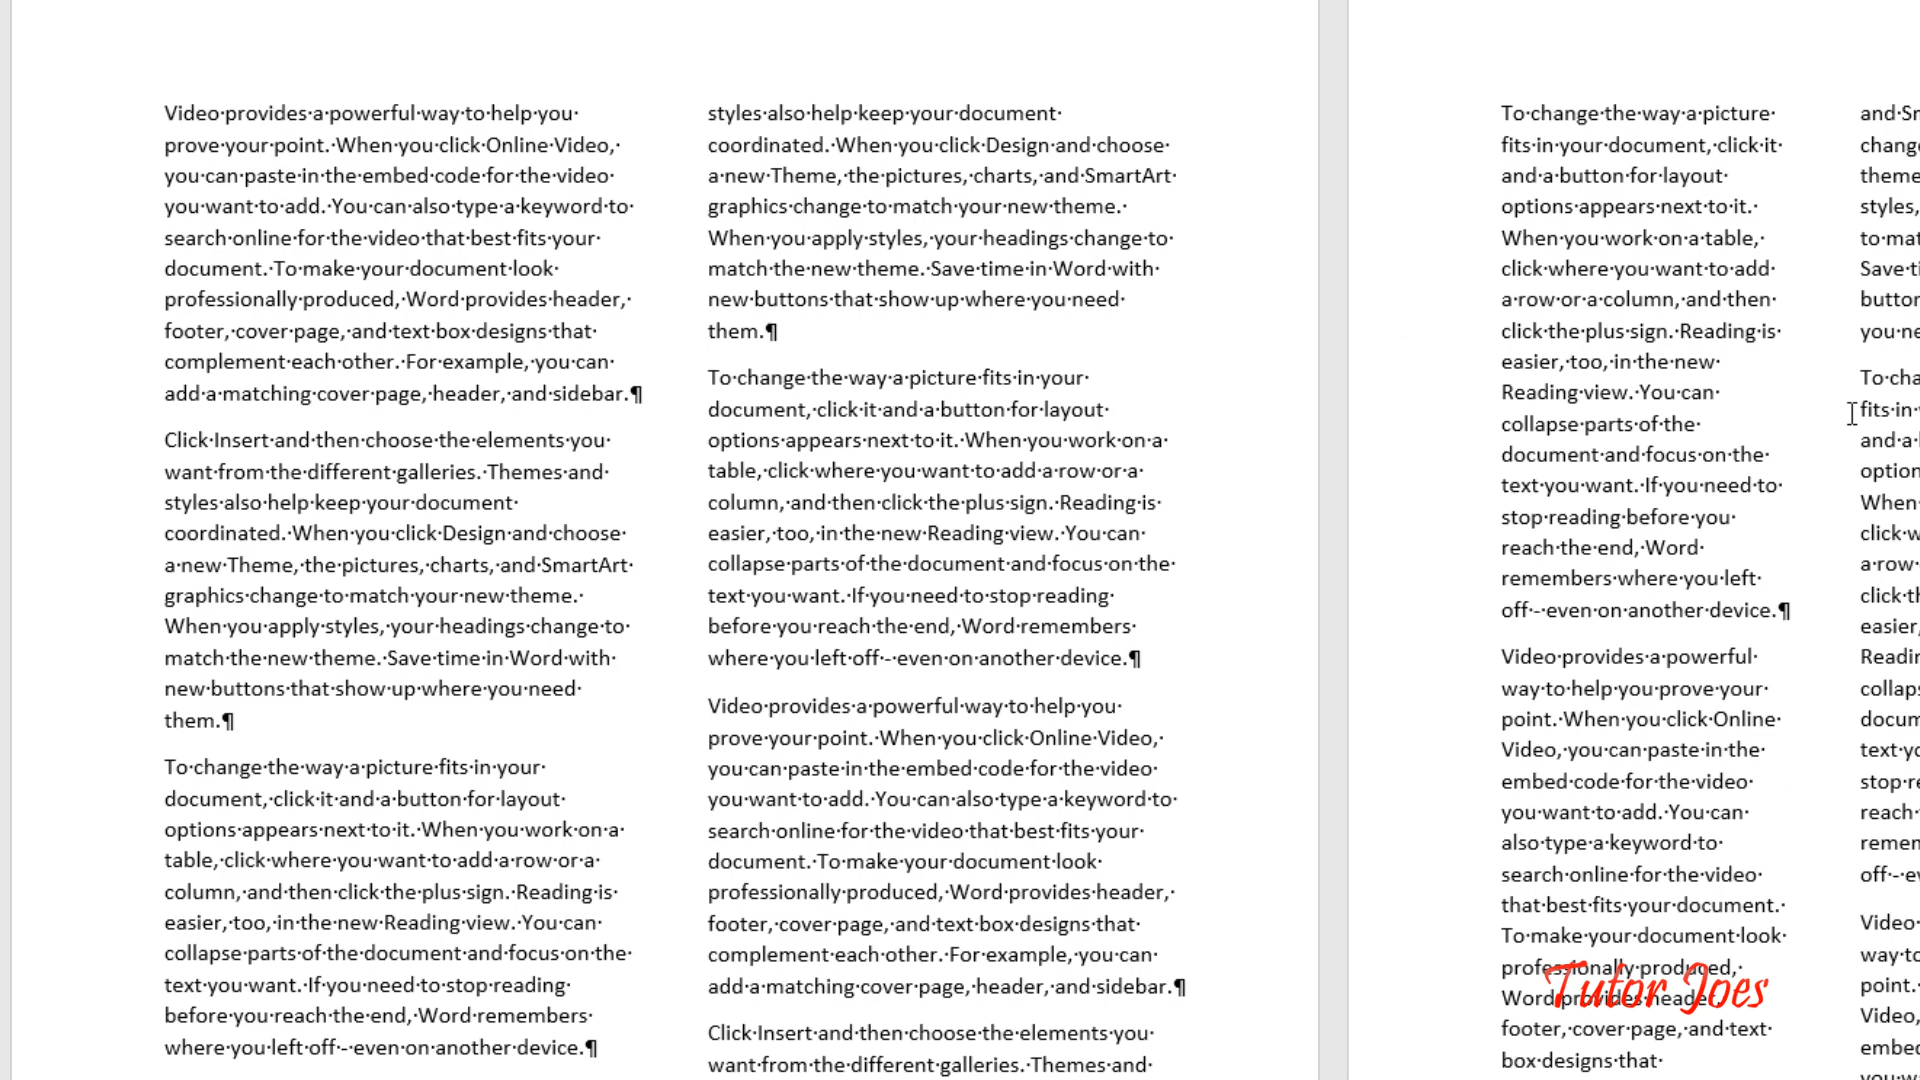 Video provides a powerful way to help you
prove your point. When you click Online Video,
you can paste in the embed code for the video
you want to add. You can also type a keyword to
search online for the video that best fits your
document. To make your document look
professionally produced, Word provides header,
footer, cover page, and text box designs that
complement each other. For example, you can
add a matching cover page, header, and sidebar.¶
Click Insert and then choose the elements you
want from the different galleries. Themes and
styles also help keep your document
coordinated. When you click Design and choose
a new Theme, the pictures, charts, and SmartArt
graphics change to match your new theme.
When you apply styles, your headings change to
match the new theme. Save time in Word with
new buttons that show up where you need
them.¶
To change the way a picture fits in your
document, click it and a button for layout
options appears next to it. When you work on a
table, click where you want to add a row or a
column, and then click the plus sign. Reading is
easier, too, in the new Reading view. You can
collapse parts of the document and focus on the
text you want. If you need to stop reading
before you reach the end, Word remembers
where you left off - even on another device.¶
styles also help keep your document
coordinated. When you click Design and choose
a new Theme, the pictures, charts, and SmartArt
graphics change to match your new theme.
When you apply styles, your headings change to
match the new theme. Save time in Word with
new buttons that show up where you need
them.¶
To change the way a picture fits in your
document, click it and a button for layout
options appears next to it. When you work on a
table, click where you want to add a row or a
column, and then click the plus sign. Reading is
easier, too, in the new Reading view. You can
collapse parts of the document and focus on the
text you want. If you need to stop reading
before you reach the end, Word remembers
where you left off - even on another device.¶
Video provides a powerful way to help you
prove your point. When you click Online Video,
you can paste in the embed code for the video
you want to add. You can also type a keyword to
search online for the video that best fits your
document. To make your document look
professionally produced, Word provides header,
footer, cover page, and text box designs that
complement each other. For example, you can
add a matching cover page, header, and sidebar.¶
Click Insert and then choose the elements you
want from the different galleries. Themes and
To change the way a picture
fits in your document, click it
and a button for layout
options appears next to it.
When you work on a table,
click where you want to add
a row or a column, and then
click the plus sign. Reading is
easier, too, in the new
Reading view. You can
collapse parts of the
document and focus on the
text you want. If you need to
stop reading before you
reach the end, Word
remembers where you left
off - even on another device.¶
Video provides a powerful
way to help you prove your
point. When you click Online
Video, you can paste in the
embed code for the video
you want to add. You can
also type a keyword to
search online for the video
that best fits your document.
To make your document look
professionally produced,
Word provides header,
footer, cover page, and text
box designs that
and
theme
styles,
to
Save
you
To
fits in
and a
When
click
a row
click
easier,
text
stop
reach
off -
Video
way to
point.
Video,
Tutor Joes